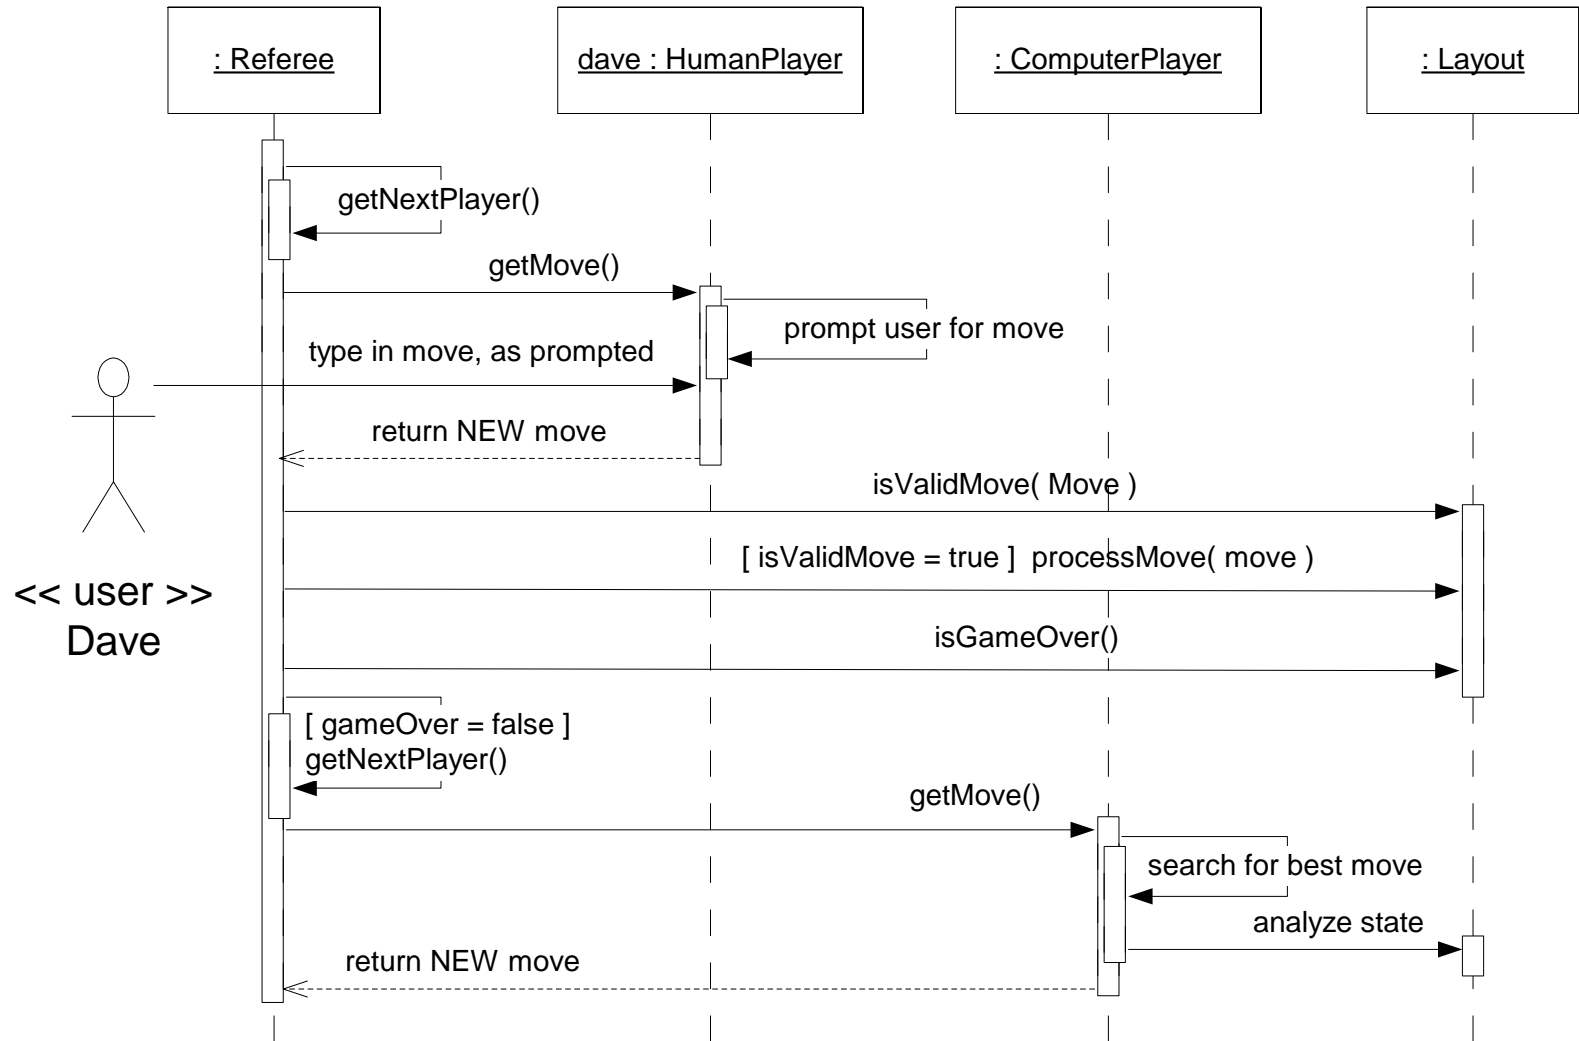 : Referee
dave : HumanPlayer
: ComputerPlayer
: Layout
getNextPlayer()
getMove()
prompt user for move
type in move, as prompted
return NEW move
isValidMove( Move )
[ isValidMove = true ]  processMove( move )
<< user >>
Dave
isGameOver()
[ gameOver = false ]
getNextPlayer()
getMove()
search for best move
analyze state
return NEW move